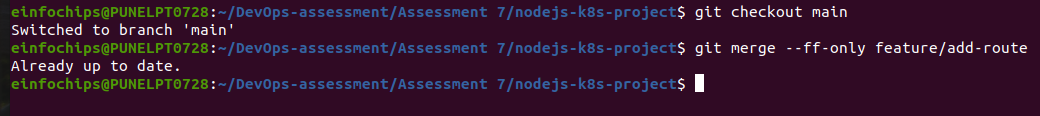 einfochips@PUNELPT0728:~/DevOps-assessment/Assessment 7/nodejs-k8s-project$ git checkout main
Switched to branch 'main'
einfochips@PUNELPT0728:~/DevOps-assessment/Assessment 7/nodejs-k8s-project$ git merge --ff-only feature/add-route
Already up to date.
einfochips@PUNELPT0728:~/DevOps-assessment/Assessment 7/nodejs-k8s-project$